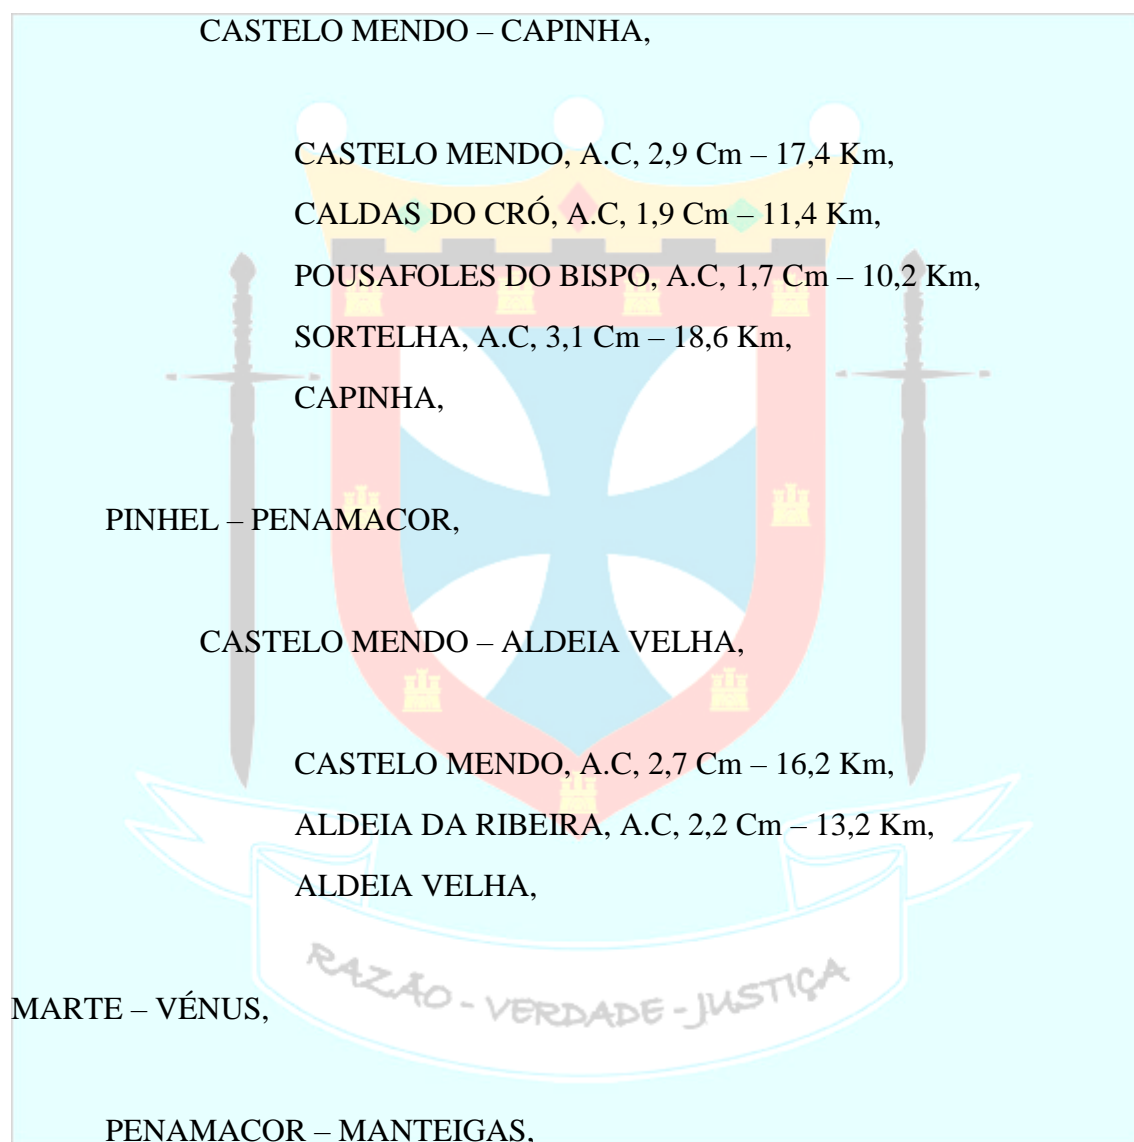 CASTELO MENDO – CAPINHA,
CASTELO MENDO, A.C, 2,9 Cm – 17,4 Km,
CALDAS DO CRÓ, A.C, 1,9 Cm – 11,4 Km,
POUSAFOLES DO BISPO, A.C, 1,7 Cm – 10,2 Km,
SORTELHA, A.C, 3,1 Cm – 18,6 Km,
CAPINHA,
PINHEL – PENAMACOR,
CASTELO MENDO – ALDEIA VELHA,
CASTELO MENDO, A.C, 2,7 Cm – 16,2 Km,
ALDEIA DA RIBEIRA, A.C, 2,2 Cm – 13,2 Km,
ALDEIA VELHA,
RAZÃO - VERDADE - JUSTIÇA
MARTE – VÉNUS,
PENAMACOR – MANTEIGAS,